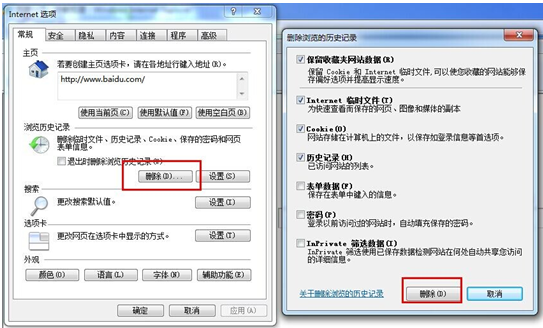 Internet 选项
常规 安全 隐私 内容 连接 程序 高级
主页
若要创建主页选项卡，请在各地址行键入地址(R)。
http://www.baidu.com/
使用当前页(C) 使用默认值(F) 使用空白页(B)
浏览历史记录
删除临时文件、历史记录、Cookie、保存的密码和网页
表单信息。
退出时删除浏览历史记录(W)
删除(D)... 设置(S)
搜索
更改搜索默认值。 设置(I)
选项卡
更改网页在选项卡中显示的方式。 设置(T)
外观
颜色(O) 语言(L) 字体(N) 辅助功能(E)
确定 取消 应用(A)
删除浏览的历史记录
保留收藏夹网站数据(R)
保留 Cookie 和 Internet 临时文件,可以使您收藏的网站能够保
存偏好选项并提高显示速度。
Internet 临时文件(T)
为快速查看而保存的网页、图像和媒体的副本
Cookie(O)
网站存储在计算机上的文件,以保存如登录信息等首选项。
历史记录(H)
已访问网站的列表。
表单数据(F)
保存在表单中键入的信息。
密码(P)
登录以前访问过的网站时,自动填充保存的密码。
InPrivate 筛选数据(I)
InPrivate 筛选使用已保存数据检测网站在何处自动共享您访问
的详细信息。
关于删除浏览的历史记录 删除(D) 取消